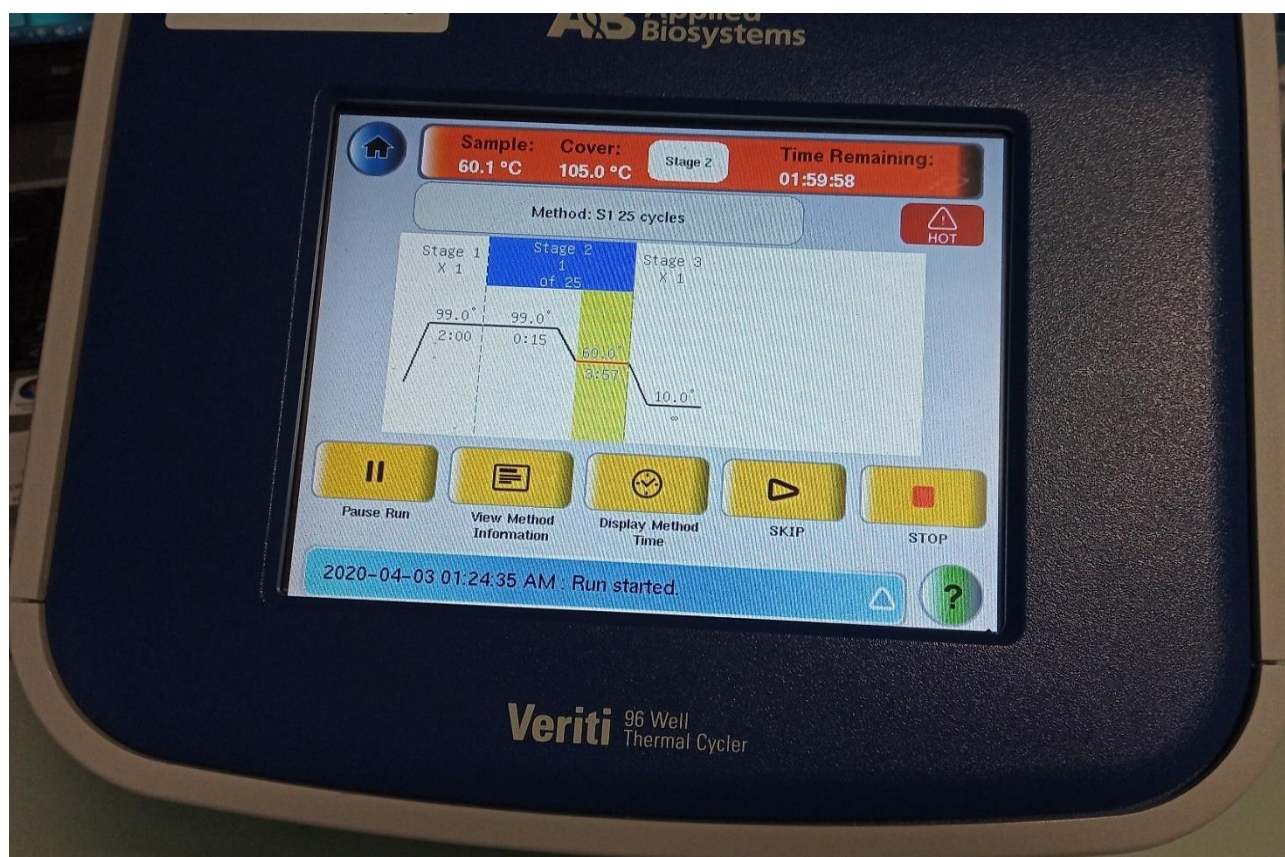 AB Applied
Biosystems
Sample: Cover: Stage 2 Time Remaining:
60.1 °C 105.0 °C 01:59:58
Method: S1 25 cycles
HOT
Stage 1 Stage 2 Stage 3
X 1 1 X 1
of 25
99.0° 99.0°
2:00 0:15
60.0°
3:57
10.0°
∞
Pause Run View Method Display Method SKIP STOP
Information Time
2020-04-03 01:24:35 AM : Run started.
?
Veriti 96 Well
Thermal Cycler